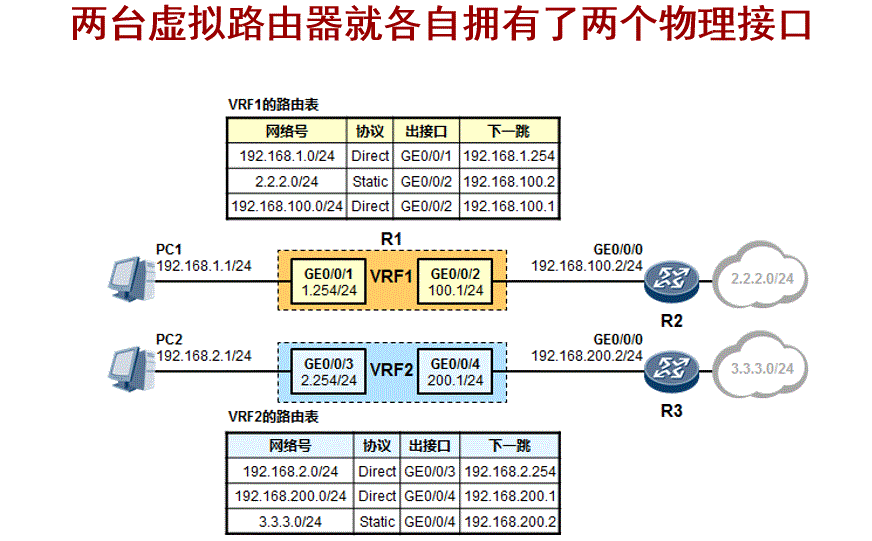 两台虚拟路由器就各自拥有了两个物理接口
VRF1的路由表
网络号 协议 出接口 下一跳
192.168.1.0/24 Direct GE0/0/1 192.168.1.254
2.2.2.0/24 Static GE0/0/2 192.168.100.2
192.168.100.0/24 Direct GE0/0/2 192.168.100.1
R1
PC1
192.168.1.1/24
GE0/0/1
1.254/24
VRF1
GE0/0/2
100.1/24
GE0/0/0
192.168.100.2/24
R2
2.2.2.0/24
PC2
192.168.2.1/24
GE0/0/3
2.254/24
VRF2
GE0/0/4
200.1/24
GE0/0/0
192.168.200.2/24
R3
3.3.3.0/24
VRF2的路由表
网络号 协议 出接口 下一跳
192.168.2.0/24 Direct GE0/0/3 192.168.2.254
192.168.200.0/24 Direct GE0/0/4 192.168.200.1
3.3.3.0/24 Static GE0/0/4 192.168.200.2